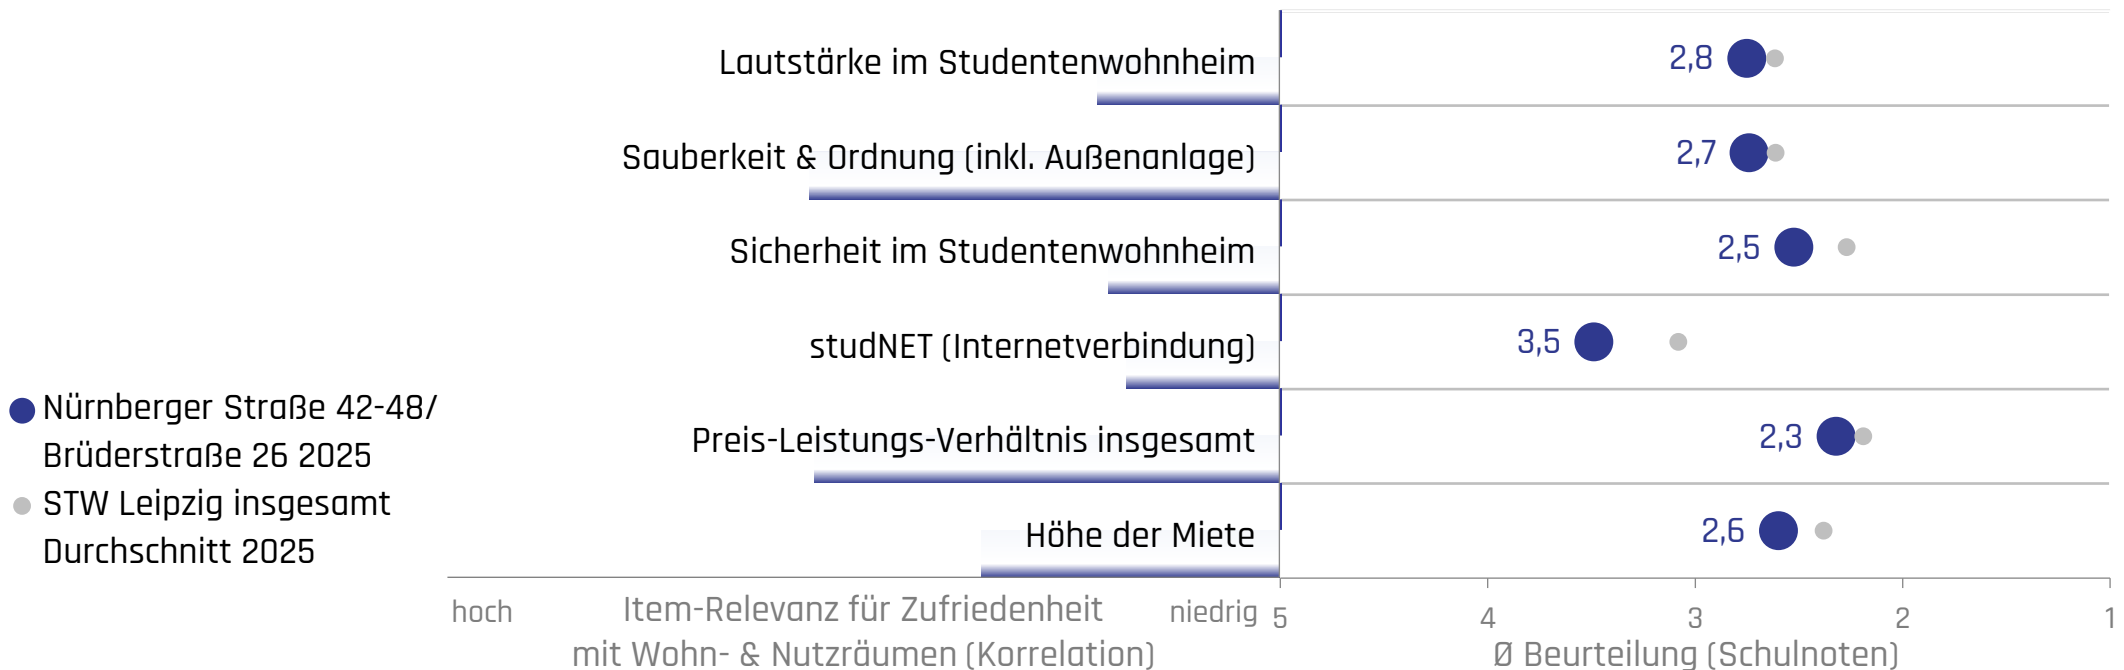 Lautstärke im Studentenwohnheim 2,8
Sauberkeit & Ordnung (inkl. Außenanlage) 2,7
Sicherheit im Studentenwohnheim 2,5
studNET (Internetverbindung) 3,5
Nürnberger Straße 42-48/
Brüderstraße 26 2025
STW Leipzig insgesamt
Durchschnitt 2025
Preis-Leistungs-Verhältnis insgesamt 2,3
Höhe der Miete 2,6
hoch Item-Relevanz für Zufriedenheit niedrig
mit Wohn- & Nutzräumen (Korrelation)
5 4 3 2 1
Ø Beurteilung (Schulnoten)